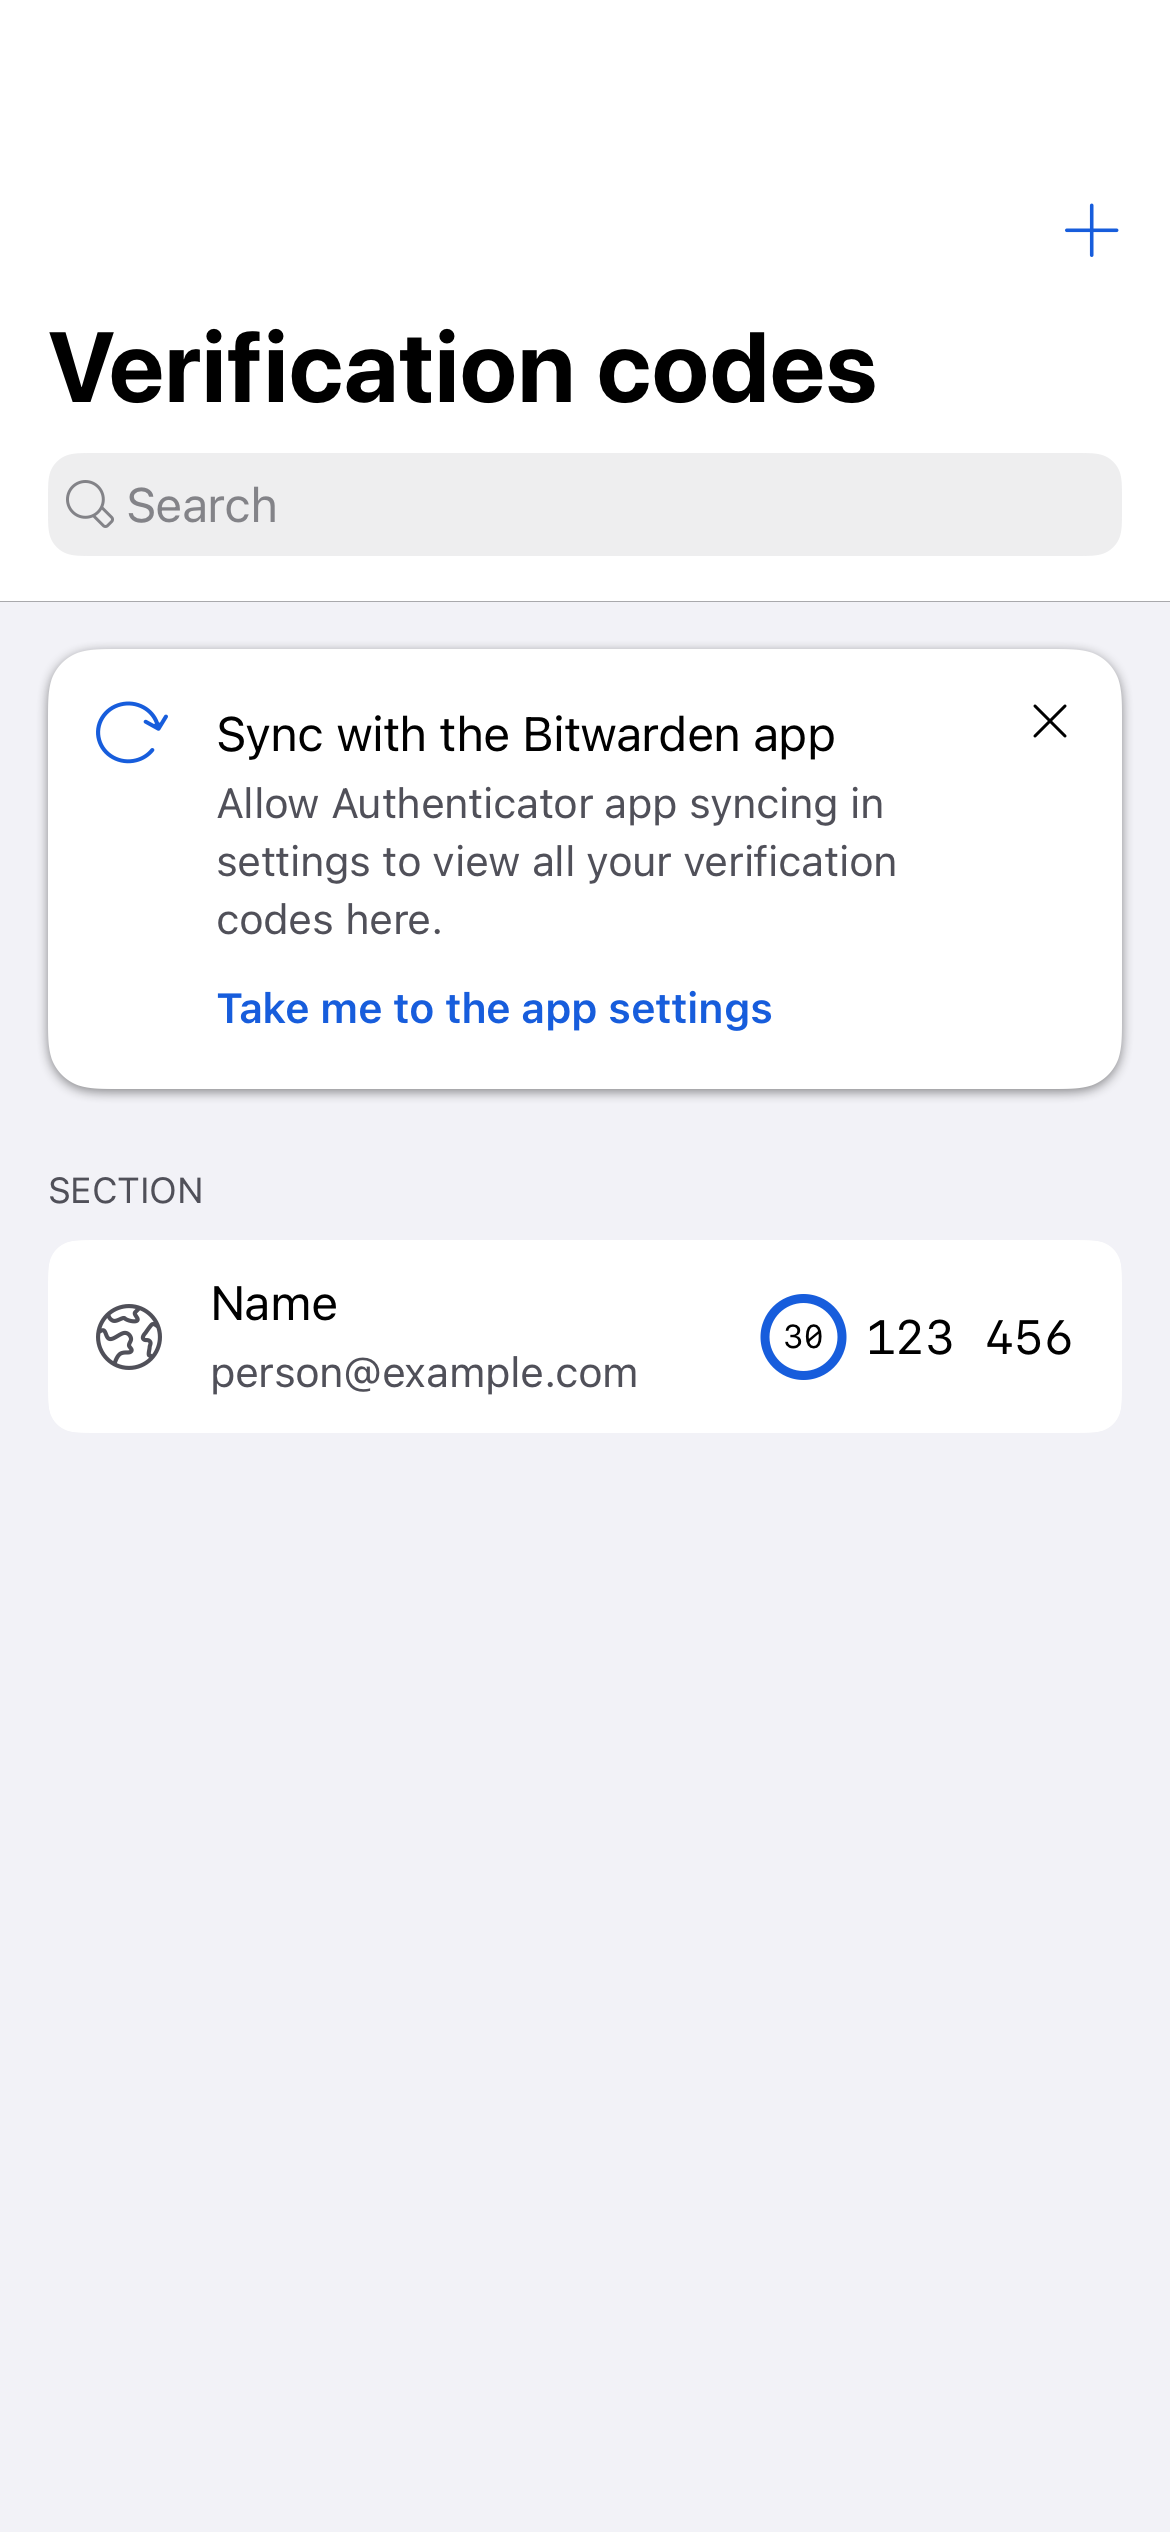 Verification codes
Search
Sync with the Bitwarden app
Allow Authenticator app syncing in
settings to view all your verification
codes here.
Take me to the app settings
SECTION
Name
person@example.com
30 123 456